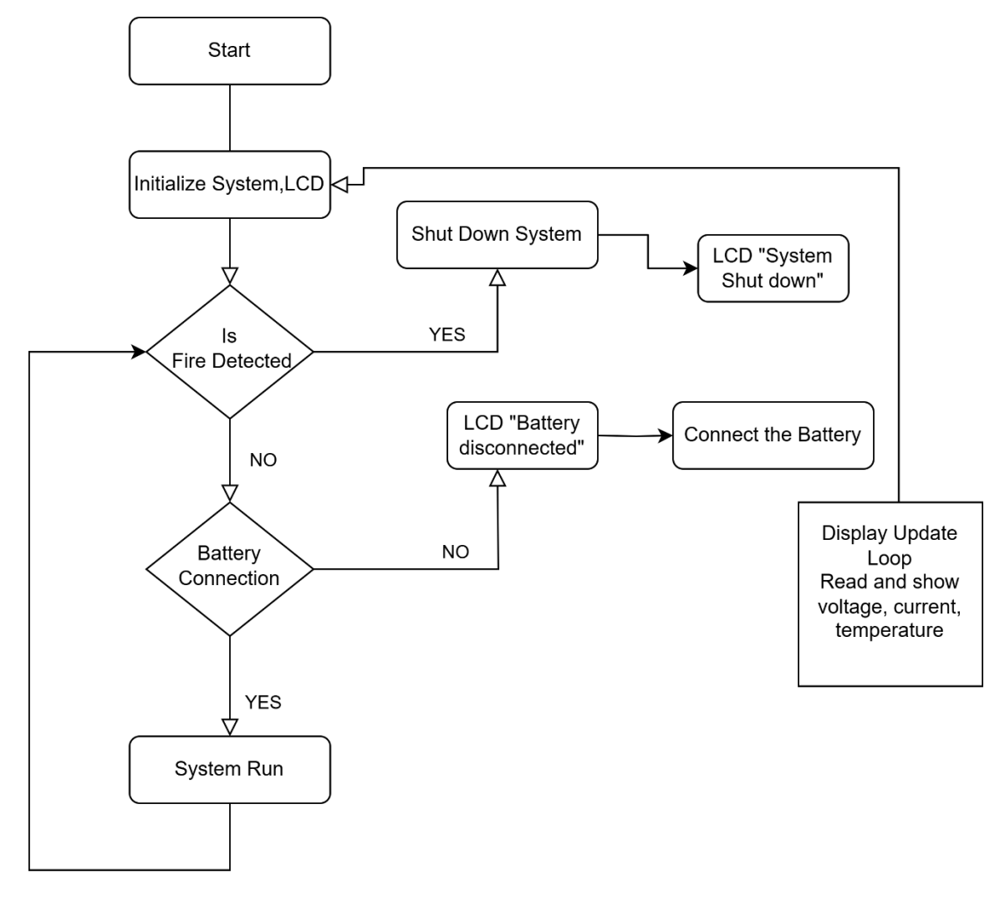 Start
Initialize System,LCD
Shut Down System
LCD "System
Shut down"
Is
Fire Detected
YES
LCD "Battery
disconnected"
Connect the Battery
NO
Battery
Connection
NO
Display Update
Loop
Read and show
voltage, current,
temperature
YES
System Run